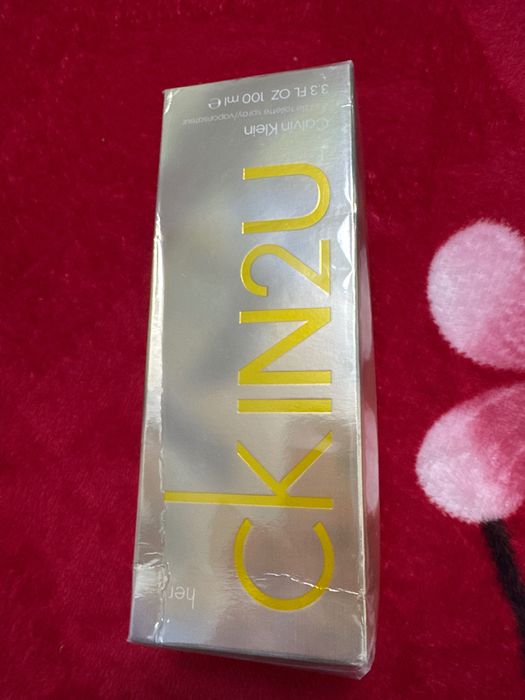 her
ckIN2U
Calvin Klein
eau de toilette spray/vaporisateur
3.3 FL OZ 100 ml ℮